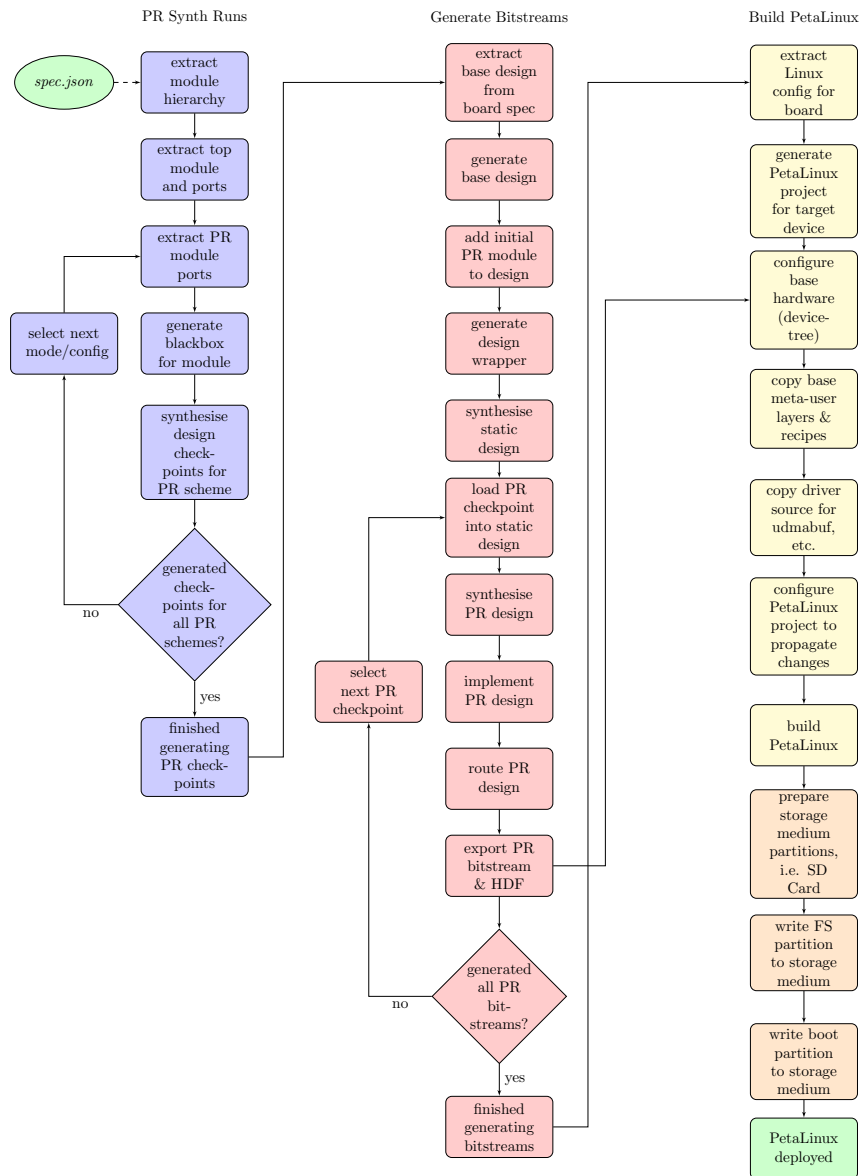 PR Synth Runs
spec.json
extract
module
hierarchy
extract top
module
and ports
extract PR
module
ports
select next
mode/config
generate
blackbox
for module
synthesise
design
check-
points for
PR scheme
generated
check-
points for
all PR
schemes?
no
yes
finished
generating
PR check-
points
Generate Bitstreams
extract
base design
from
board spec
generate
base design
add initial
PR module
to design
generate
design
wrapper
synthesise
static
design
load PR
checkpoint
into static
design
synthesise
PR design
select
next PR
checkpoint
implement
PR design
route PR
design
export PR
bitstream
& HDF
generated
all PR
bit-
streams?
no
yes
finished
generating
bitstreams
Build PetaLinux
extract
Linux
config for
board
generate
PetaLinux
project
for target
device
configure
base
hardware
(device-
tree)
copy base
meta-user
layers &
recipes
copy driver
source for
udmabuf,
etc.
configure
PetaLinux
project to
propagate
changes
build
PetaLinux
prepare
storage
medium
partitions,
i.e. SD
Card
write FS
partition
to storage
medium
write boot
partition
to storage
medium
PetaLinux
deployed